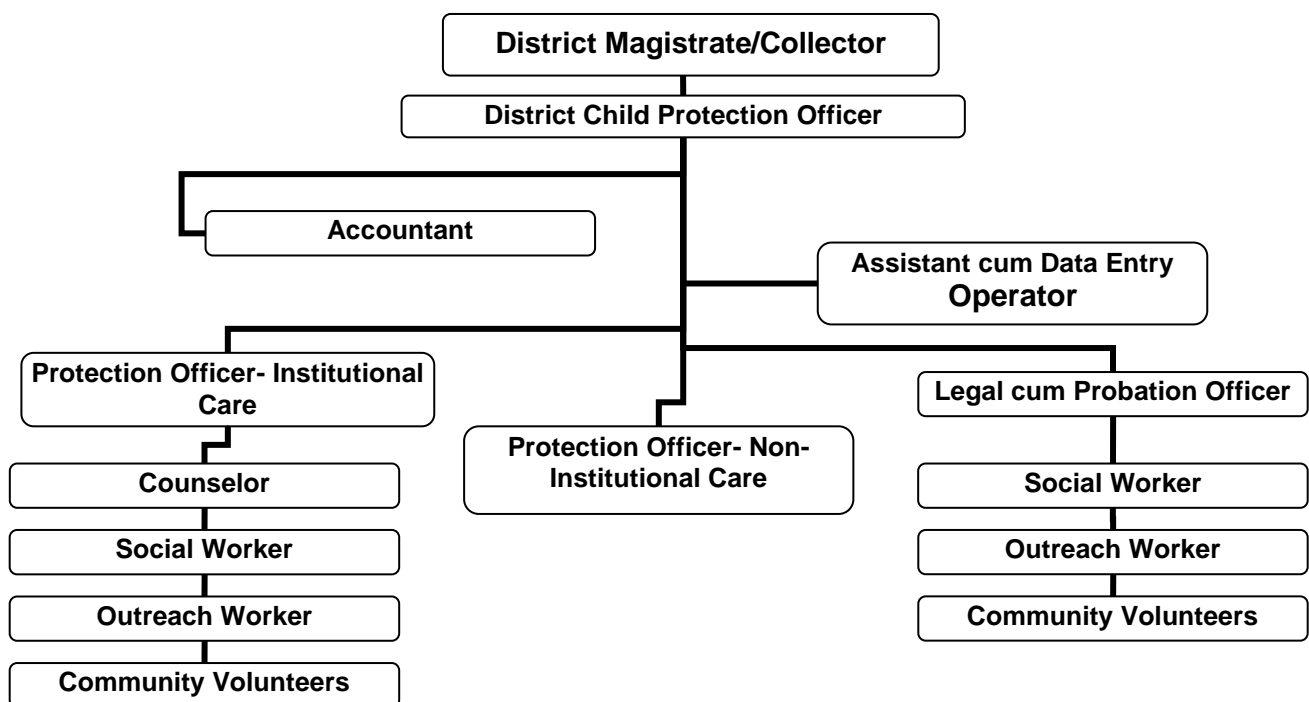 District Magistrate/Collector
District Child Protection Officer
Accountant
Assistant cum Data Entry
Operator
Protection Officer- Institutional
Care
Counselor
Social Worker
Outreach Worker
Community Volunteers
Protection Officer- Non-
Institutional Care
Legal cum Probation Officer
Social Worker
Outreach Worker
Community Volunteers